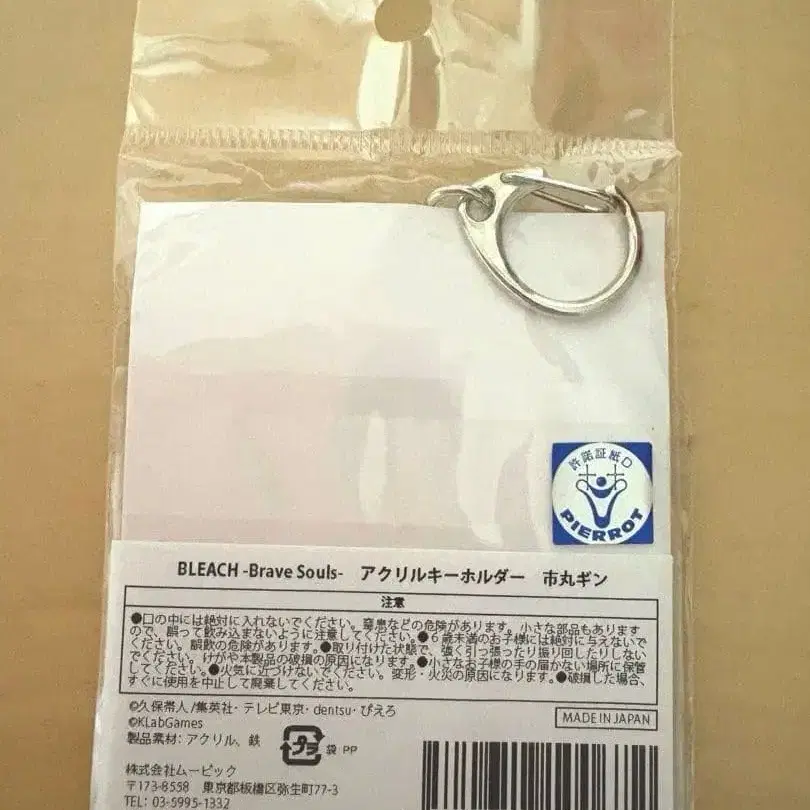 許諾証紙D
PIERROT
BLEACH -Brave Souls- アクリルキーホルダー 市丸ギン
注意
●口の中には絶対に入れないでください。窒息などの危険があります。小さな部品もあります
ので、誤って飲み込まないように注意してください。●6歳未満のお子様には絶対に与えないで
ください。誤飲の危険があります。●取り付けた状態で、強く引っ張ったり振り回したりしない
でください。けがや本製品の破損の原因になります。●小さなお子様の手の届かない場所に保管
してください。●火気に近づけないでください。変形・火災の原因になります。●破損した場合、
すぐに使用を中止して廃棄してください。
©久保帯人/集英社・テレビ東京・dentsu・ぴえろ
©KLabGames
MADE IN JAPAN
製品素材：アクリル、鉄
プラ 袋 PP
株式会社ムービック
〒173-8558 東京都板橋区弥生町77-3
TEL: 03-5995-1332